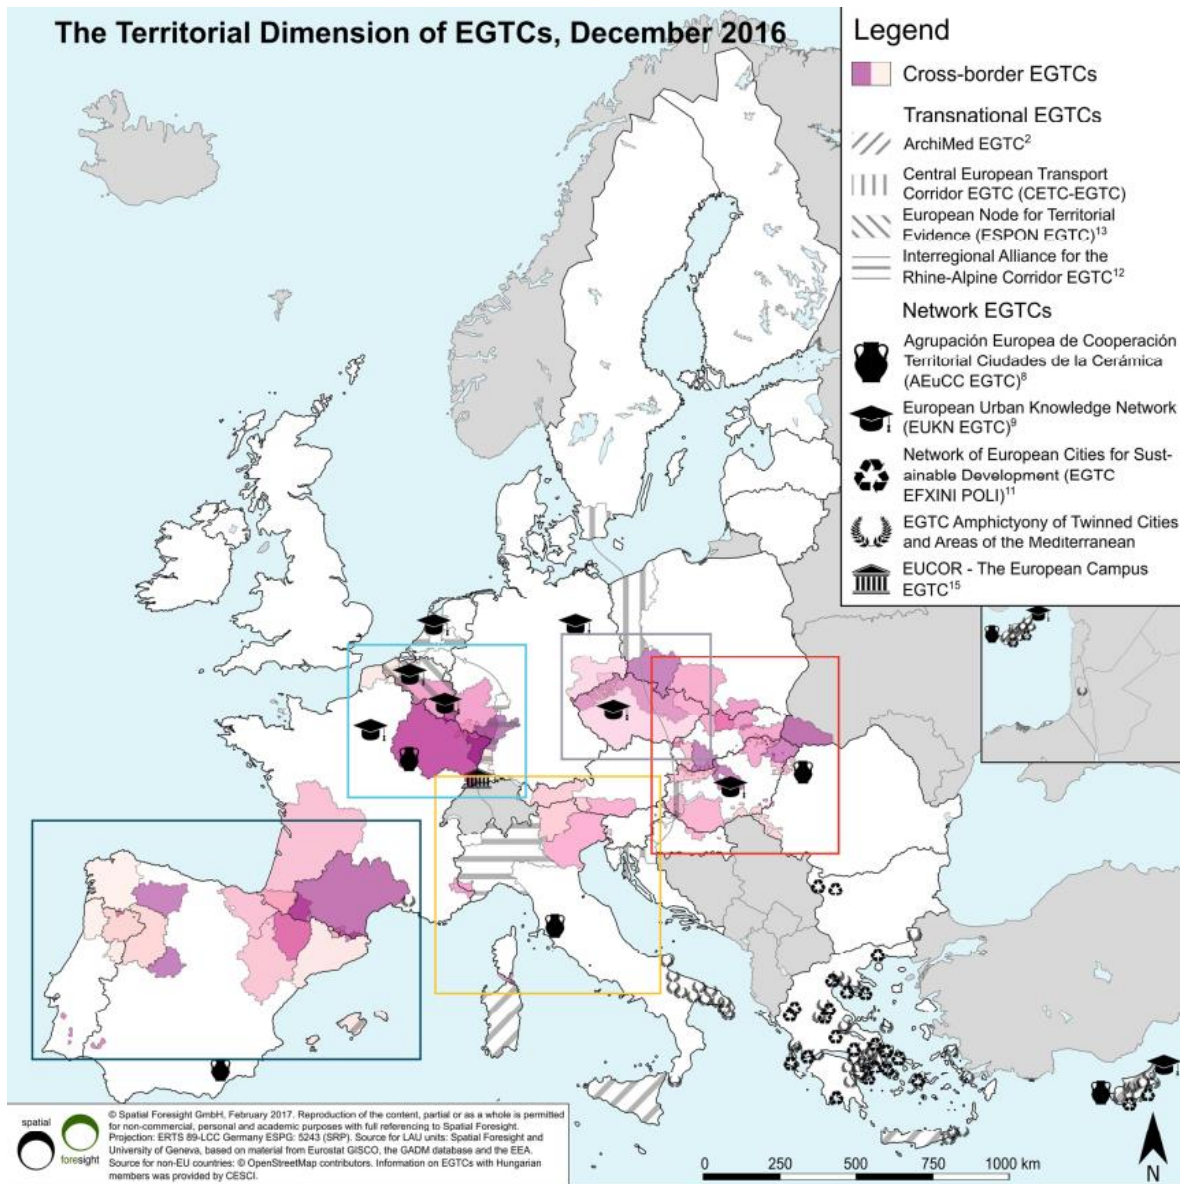 The Territorial Dimension of EGTCs, December 2016
Legend
Cross-border EGTCs
Transnational EGTCs
ArchiMed EGTC²
Central European Transport
Corridor EGTC (CETC-EGTC)
European Node for Territorial
Evidence (ESPON EGTC)¹³
Interregional Alliance for the
Rhine-Alpine Corridor EGTC¹²
Network EGTCs
Agrupación Europea de Cooperación
Territorial Ciudades de la Cerámica
(AEuCC EGTC)⁸
European Urban Knowledge Network
(EUKN EGTC)⁹
Network of European Cities for Sust-
ainable Development (EGTC
EFXINI POLI)¹¹
EGTC Amphictyony of Twinned Cities
and Areas of the Mediterranean
EUCOR - The European Campus
EGTC¹⁵
spatial
foresight
© Spatial Foresight GmbH, February 2017. Reproduction of the content, partial or as a whole is permitted
for non-commercial, personal and academic purposes with full referencing to Spatial Foresight.
Projection: ERTS 89-LCC Germany ESPG: 5243 (SRP). Source for LAU units: Spatial Foresight and
University of Geneva, based on material from Eurostat GISCO, the GADM database and the EEA.
Source for non-EU countries: © OpenStreetMap contributors. Information on EGTCs with Hungarian
members was provided by CESCI.
0 250 500 750 1000 km
N